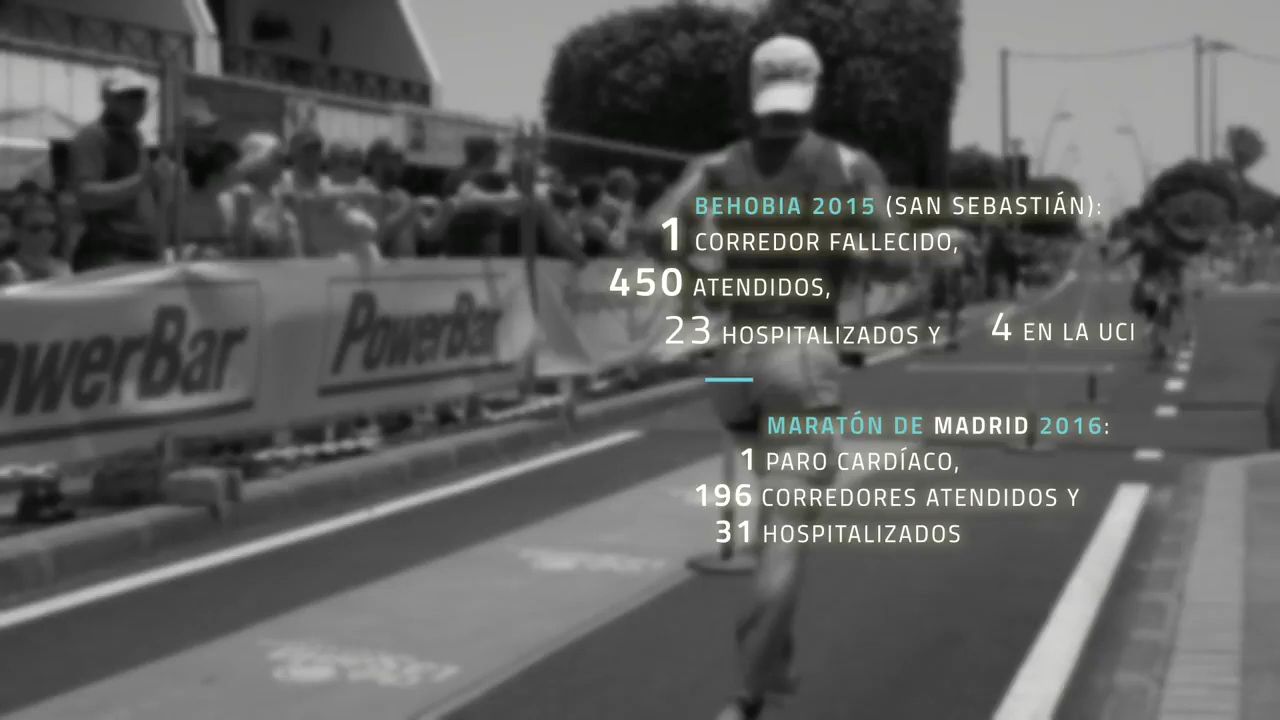 BEHOBIA 2015 (SAN SEBASTIÁN):
1 CORREDOR FALLECIDO,
450 ATENDIDOS,
23 HOSPITALIZADOS Y 4 EN LA UCI
MARATÓN DE MADRID 2016:
1 PARO CARDÍACO,
196 CORREDORES ATENDIDOS Y
31 HOSPITALIZADOS
PowerBar